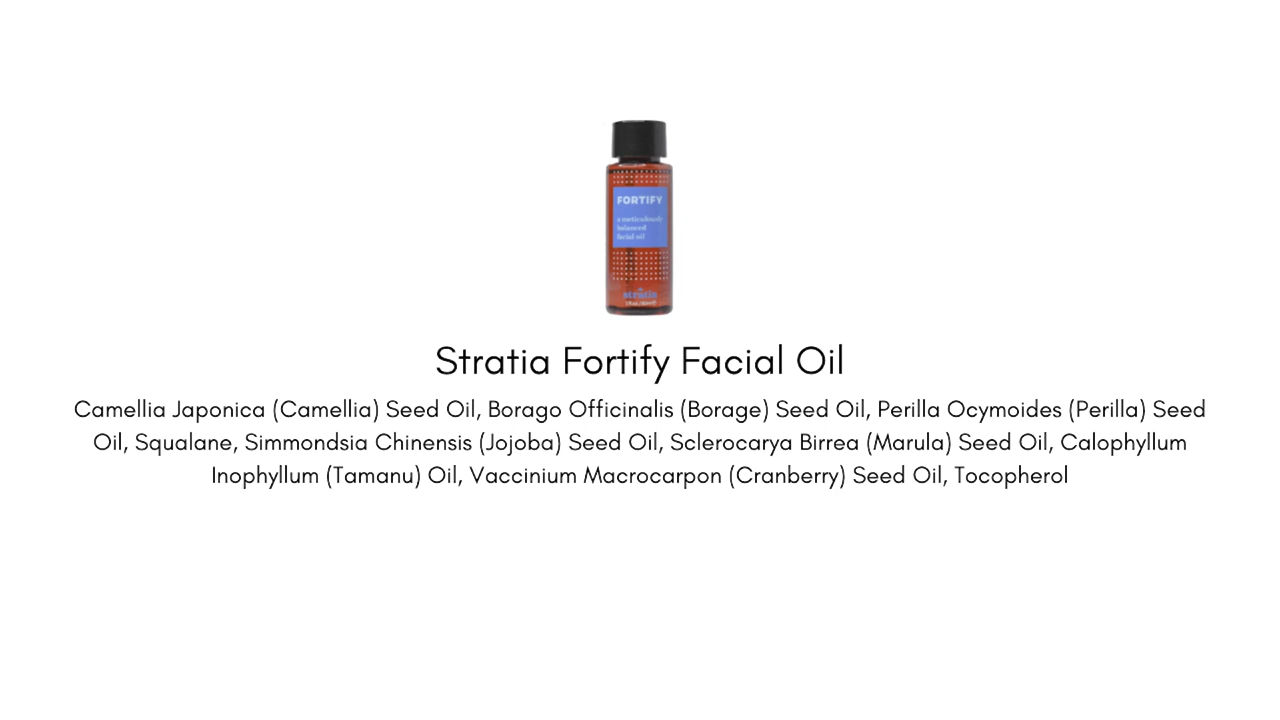 FORTIFY
a meticulously
balanced
facial oil
stratia
Stratia Fortify Facial Oil
Camellia Japonica (Camellia) Seed Oil, Borago Officinalis (Borage) Seed Oil, Perilla Ocymoides (Perilla) Seed
Oil, Squalane, Simmondsia Chinensis (Jojoba) Seed Oil, Sclerocarya Birrea (Marula) Seed Oil, Calophyllum
Inophyllum (Tamanu) Oil, Vaccinium Macrocarpon (Cranberry) Seed Oil, Tocopherol